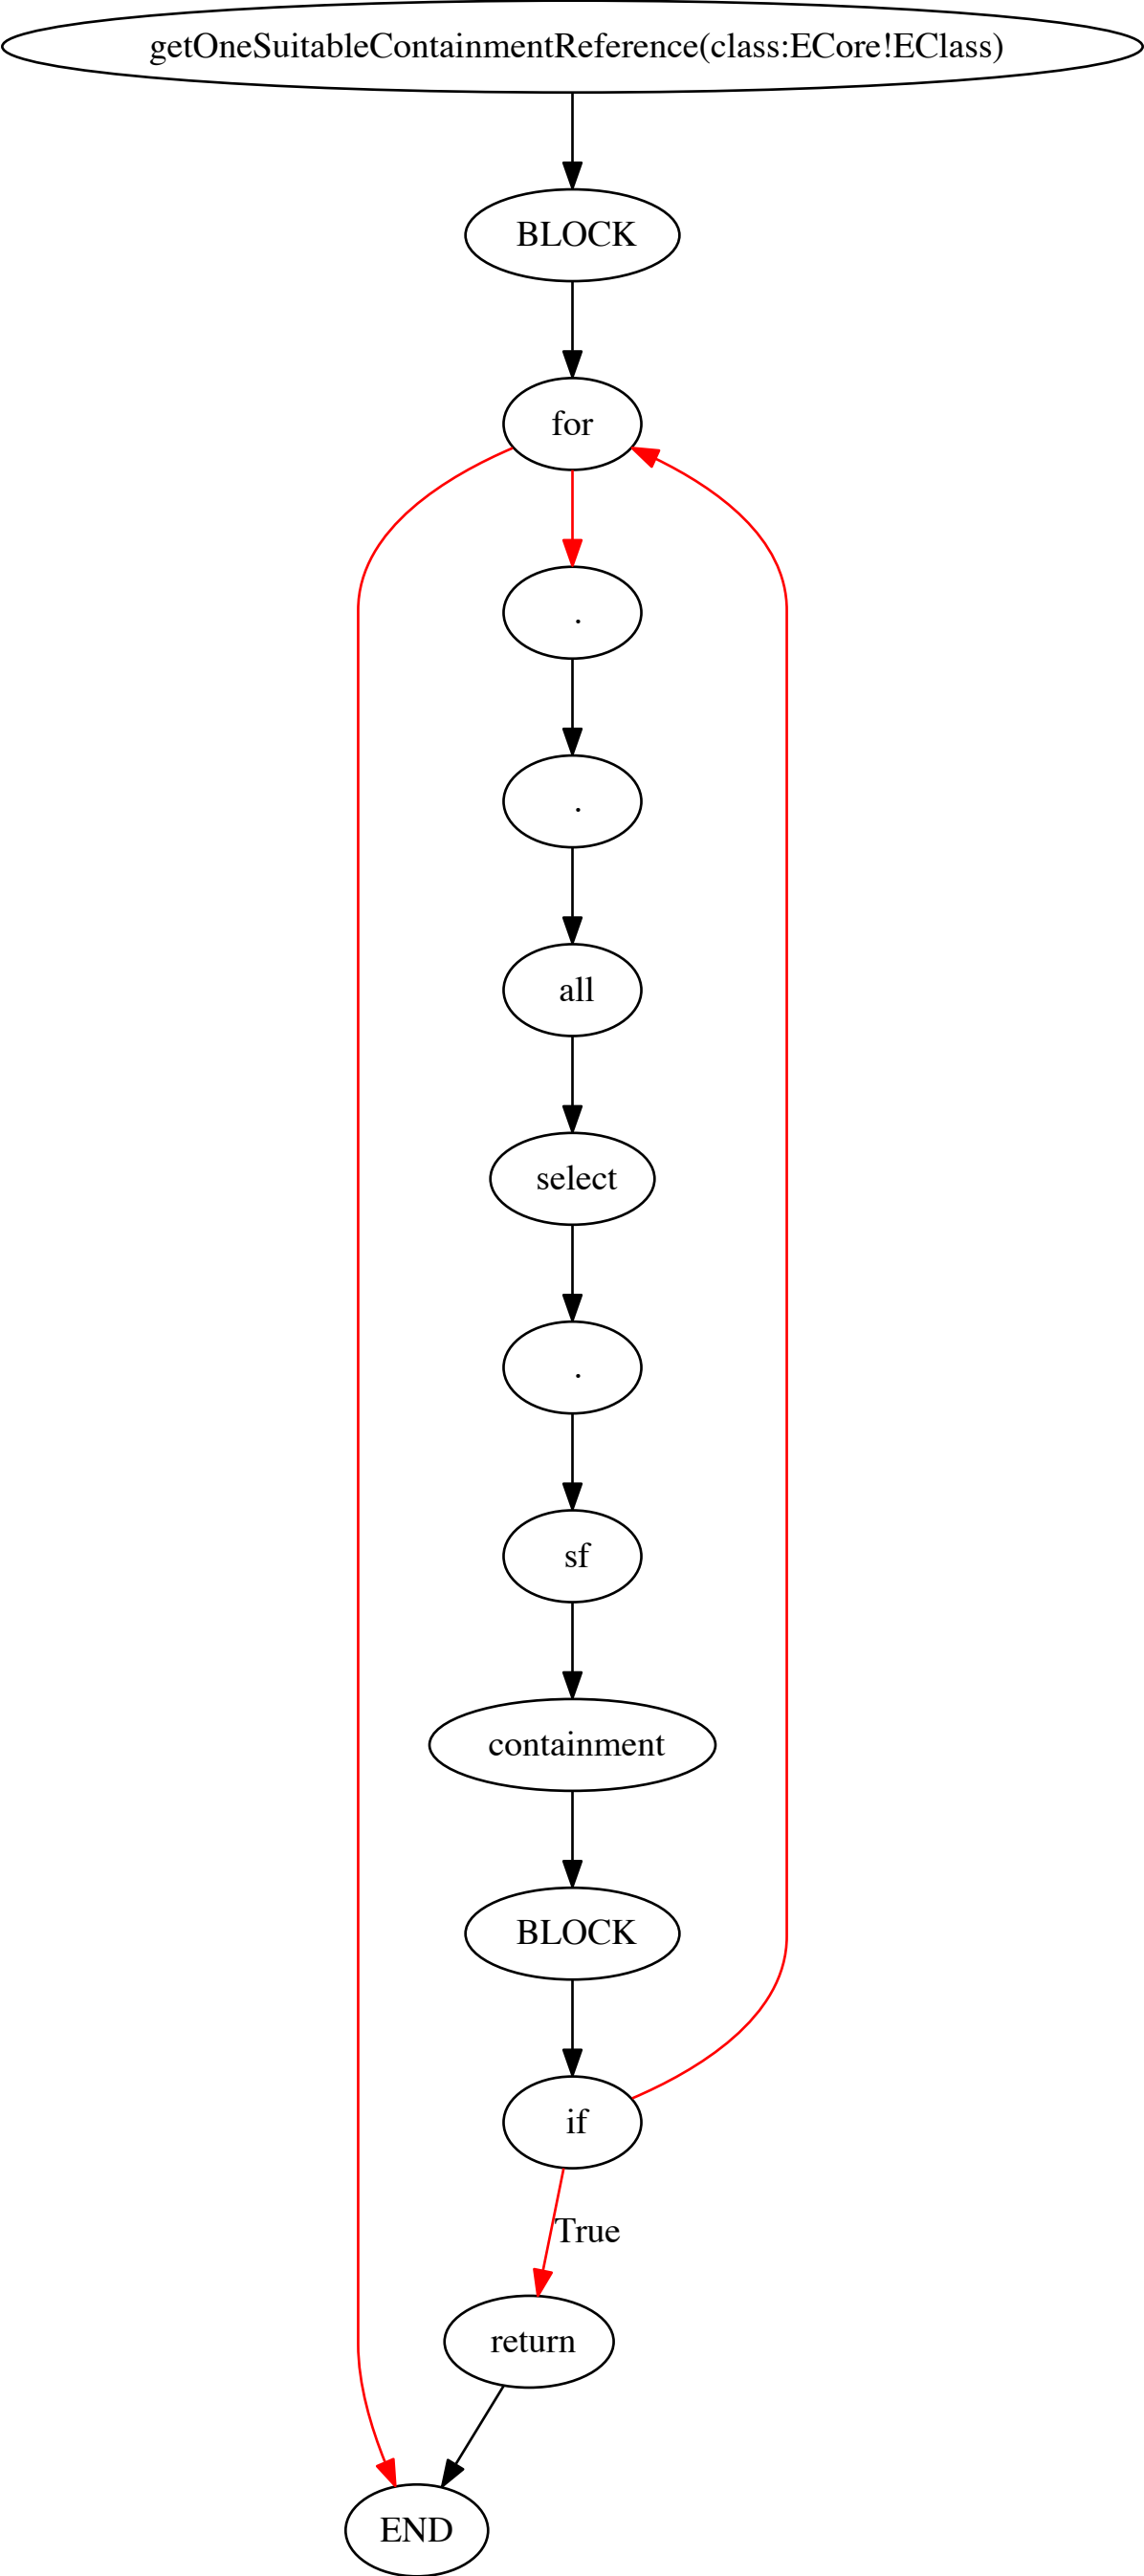 getOneSuitableContainmentReference(class:ECore!EClass)
BLOCK
for
.
.
all
select
.
sf
containment
BLOCK
if
True
return
END